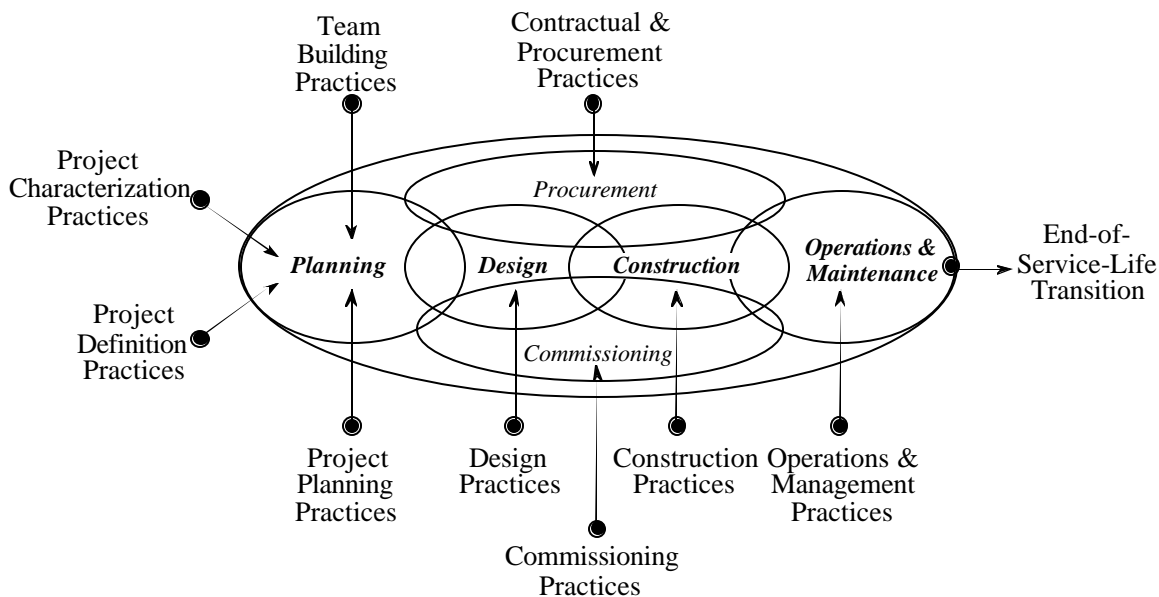 Team
Building
Practices
Contractual &
Procurement
Practices
Project
Characterization
Practices
Procurement
Planning
Design
Construction
Operations &
Maintenance
End-of-
Service-Life
Transition
Project
Definition
Practices
Commissioning
Project
Planning
Practices
Design
Practices
Construction
Practices
Operations &
Management
Practices
Commissioning
Practices